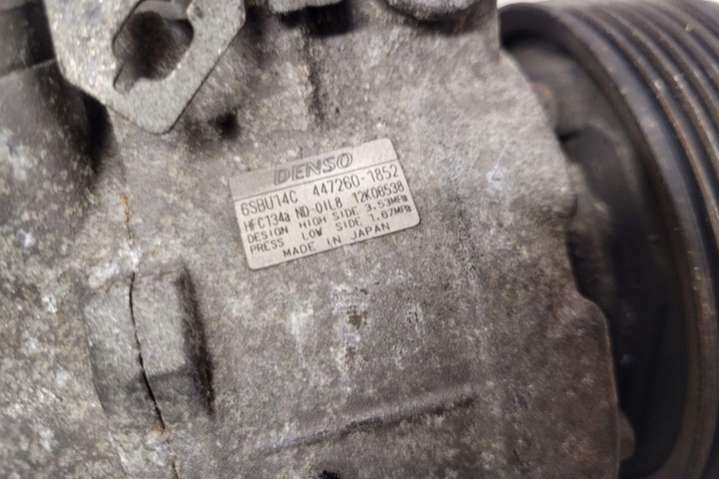 DENSO
6SBU14C 447260-1852
HFC134a ND-OIL8 12K06538
DESIGN HIGH SIDE 3.53MPa
PRESS LOW SIDE 1.67MPa
MADE IN JAPAN